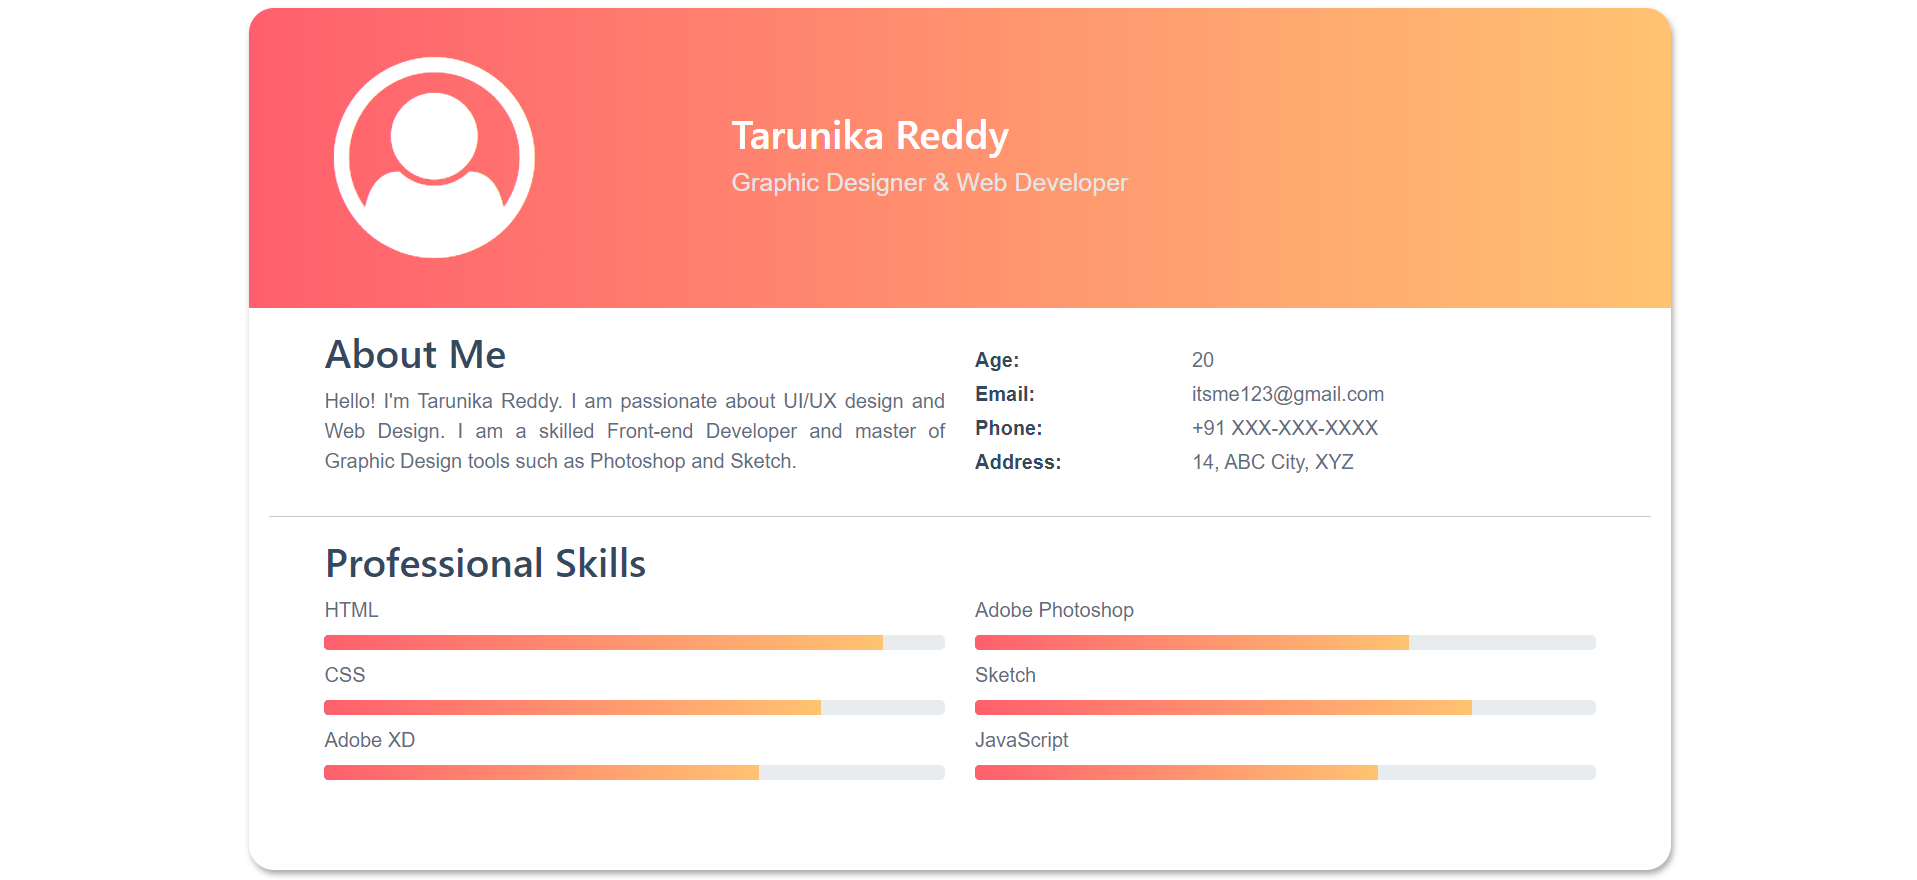 Tarunika Reddy
Graphic Designer & Web Developer
About Me
Hello! I'm Tarunika Reddy. I am passionate about UI/UX design and
Web Design. I am a skilled Front-end Developer and master of
Graphic Design tools such as Photoshop and Sketch.
Age: 20
Email: itsme123@gmail.com
Phone: +91 XXX-XXX-XXXX
Address: 14, ABC City, XYZ
Professional Skills
HTML
CSS
Adobe XD
Adobe Photoshop
Sketch
JavaScript